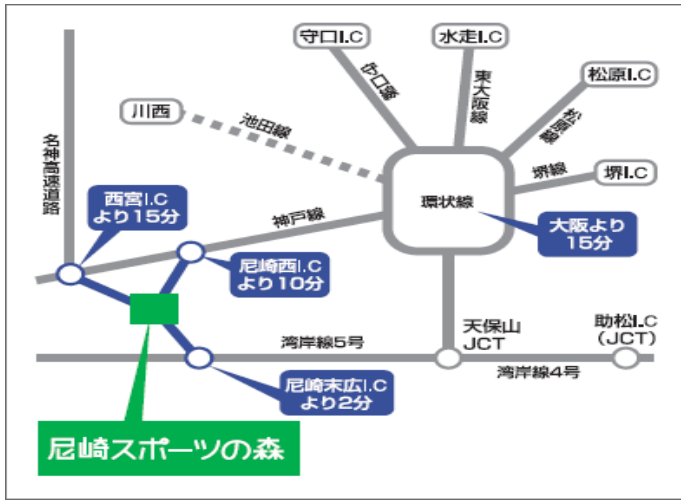 守口I.C
水走I.C
松原I.C
川西
池田線
守口線
東大阪線
松原線
堺線
堺I.C
名神高速道路
西宮I.C
より15分
神戸線
環状線
大阪より
15分
尼崎西I.C
より10分
天保山
JCT
助松I.C
(JCT)
湾岸線5号
湾岸線4号
尼崎末広I.C
より2分
尼崎スポーツの森